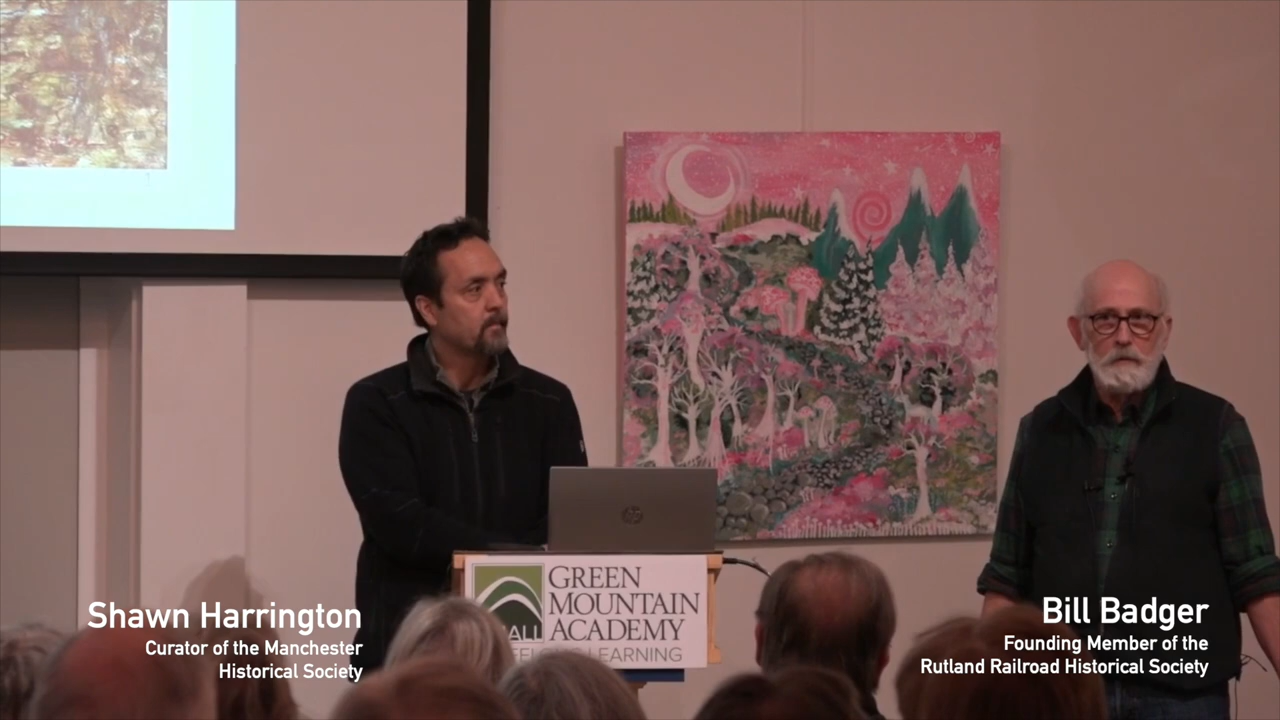 GREEN
MOUNTAIN
ACADEMY
LEARNING
Shawn Harrington
Curator of the Manchester
Historical Society
Bill Badger
Founding Member of the
Rutland Railroad Historical Society